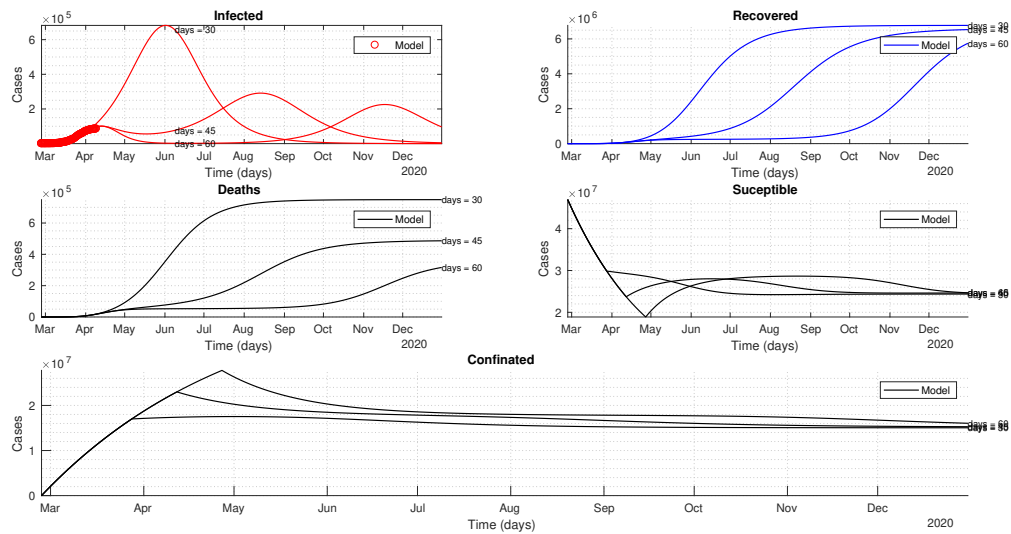 Infected
×10^5
6
4
2
0
Cases
days = 30
days = 45
days = 60
Model
Mar Apr May Jun Jul Aug Sep Oct Nov Dec
Time (days)
2020
Recovered
×10^6
6
4
2
0
Cases
days = 30
days = 45
days = 60
Model
Mar Apr May Jun Jul Aug Sep Oct Nov Dec
Time (days)
2020
Deaths
×10^5
6
4
2
0
Cases
days = 30
days = 45
days = 60
Model
Mar Apr May Jun Jul Aug Sep Oct Nov Dec
Time (days)
2020
Suceptible
×10^7
4
3
2
Cases
Model
Mar Apr May Jun Jul Aug Sep Oct Nov Dec
Time (days)
2020
Confinated
×10^7
2
1
0
Cases
Model
days = 60
Mar Apr May Jun Jul Aug Sep Oct Nov Dec
Time (days)
2020